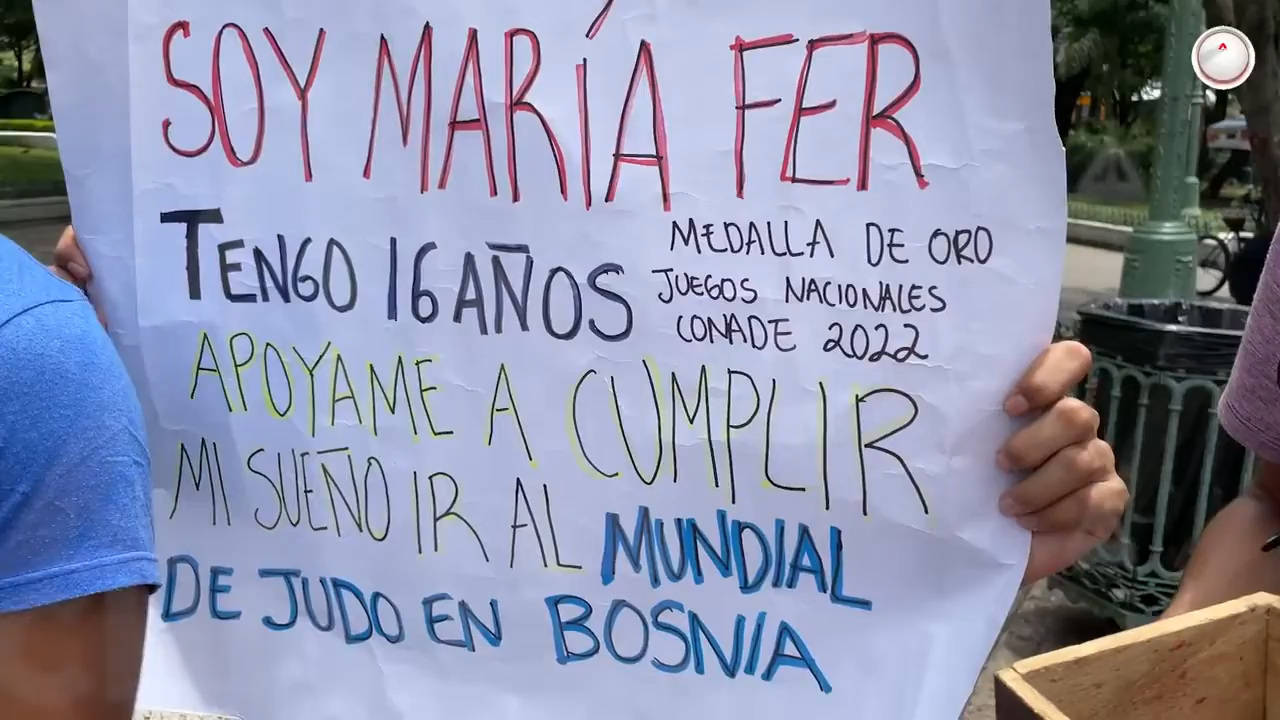 SOY MARÍA FER
TENGO 16 AÑOS
MEDALLA DE ORO
JUEGOS NACIONALES
CONADE 2022
APOYAME A CUMPLIR
MI SUEÑO IR AL MUNDIAL
DE JUDO EN BOSNIA